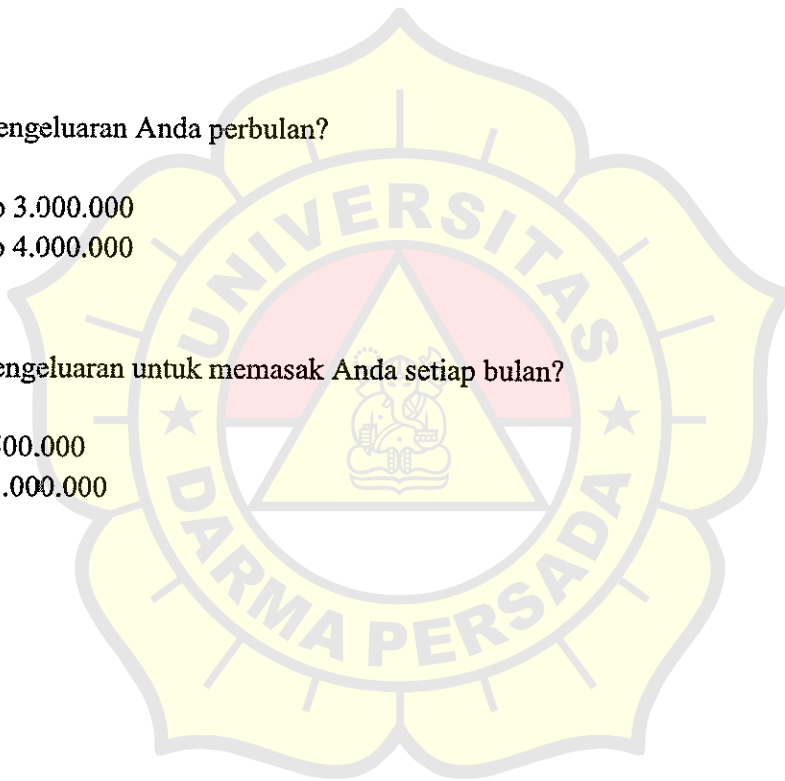 engeluaran Anda perbulan?
3.000.000
4.000.000
engeluaran untuk memasak Anda setiap bulan?
00.000
.000.000
UNIVERSITAS
DARMA PERSADA